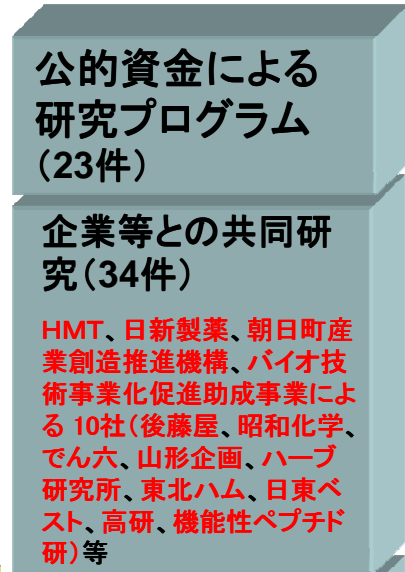 公的資金による
研究プログラム
（23件）
企業等との共同研
究（34件）
ＨＭＴ、日新製薬、朝日町産
業創造推進機構、バイオ技
術事業化促進助成事業によ
る 10社（後藤屋、昭和化学、
でん六、山形企画、ハーブ
研究所、東北ハム、日東ベ
スト、高研、機能性ペプチド
研）等